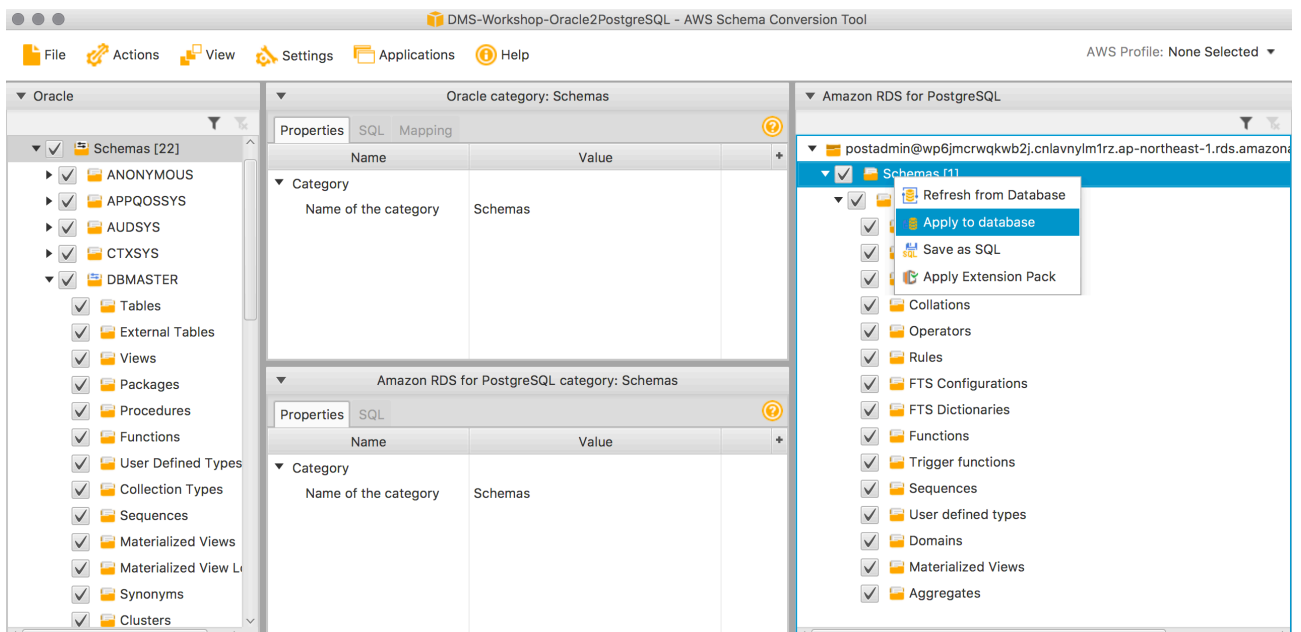 DMS-Workshop-Oracle2PostgreSQL - AWS Schema Conversion Tool
File Actions View Settings Applications Help AWS Profile: None Selected
Oracle
Schemas [22]
ANONYMOUS
APPQOSSYS
AUDSYS
CTXSYS
DBMASTER
Tables
External Tables
Views
Packages
Procedures
Functions
User Defined Types
Collection Types
Sequences
Materialized Views
Materialized View
Synonyms
Clusters
Oracle category: Schemas
Properties SQL Mapping
Name Value
Category
Name of the category Schemas
Amazon RDS for PostgreSQL category: Schemas
Properties SQL
Name Value
Category
Name of the category Schemas
Amazon RDS for PostgreSQL
postadmin@wp6jmcrwqkwb2j.cnlavnylm1rz.ap-northeast-1.rds.amazona
Schemas [1]
Refresh from Database
Apply to database
Save as SQL
Apply Extension Pack
Collations
Operators
Rules
FTS Configurations
FTS Dictionaries
Functions
Trigger functions
Sequences
User defined types
Domains
Materialized Views
Aggregates